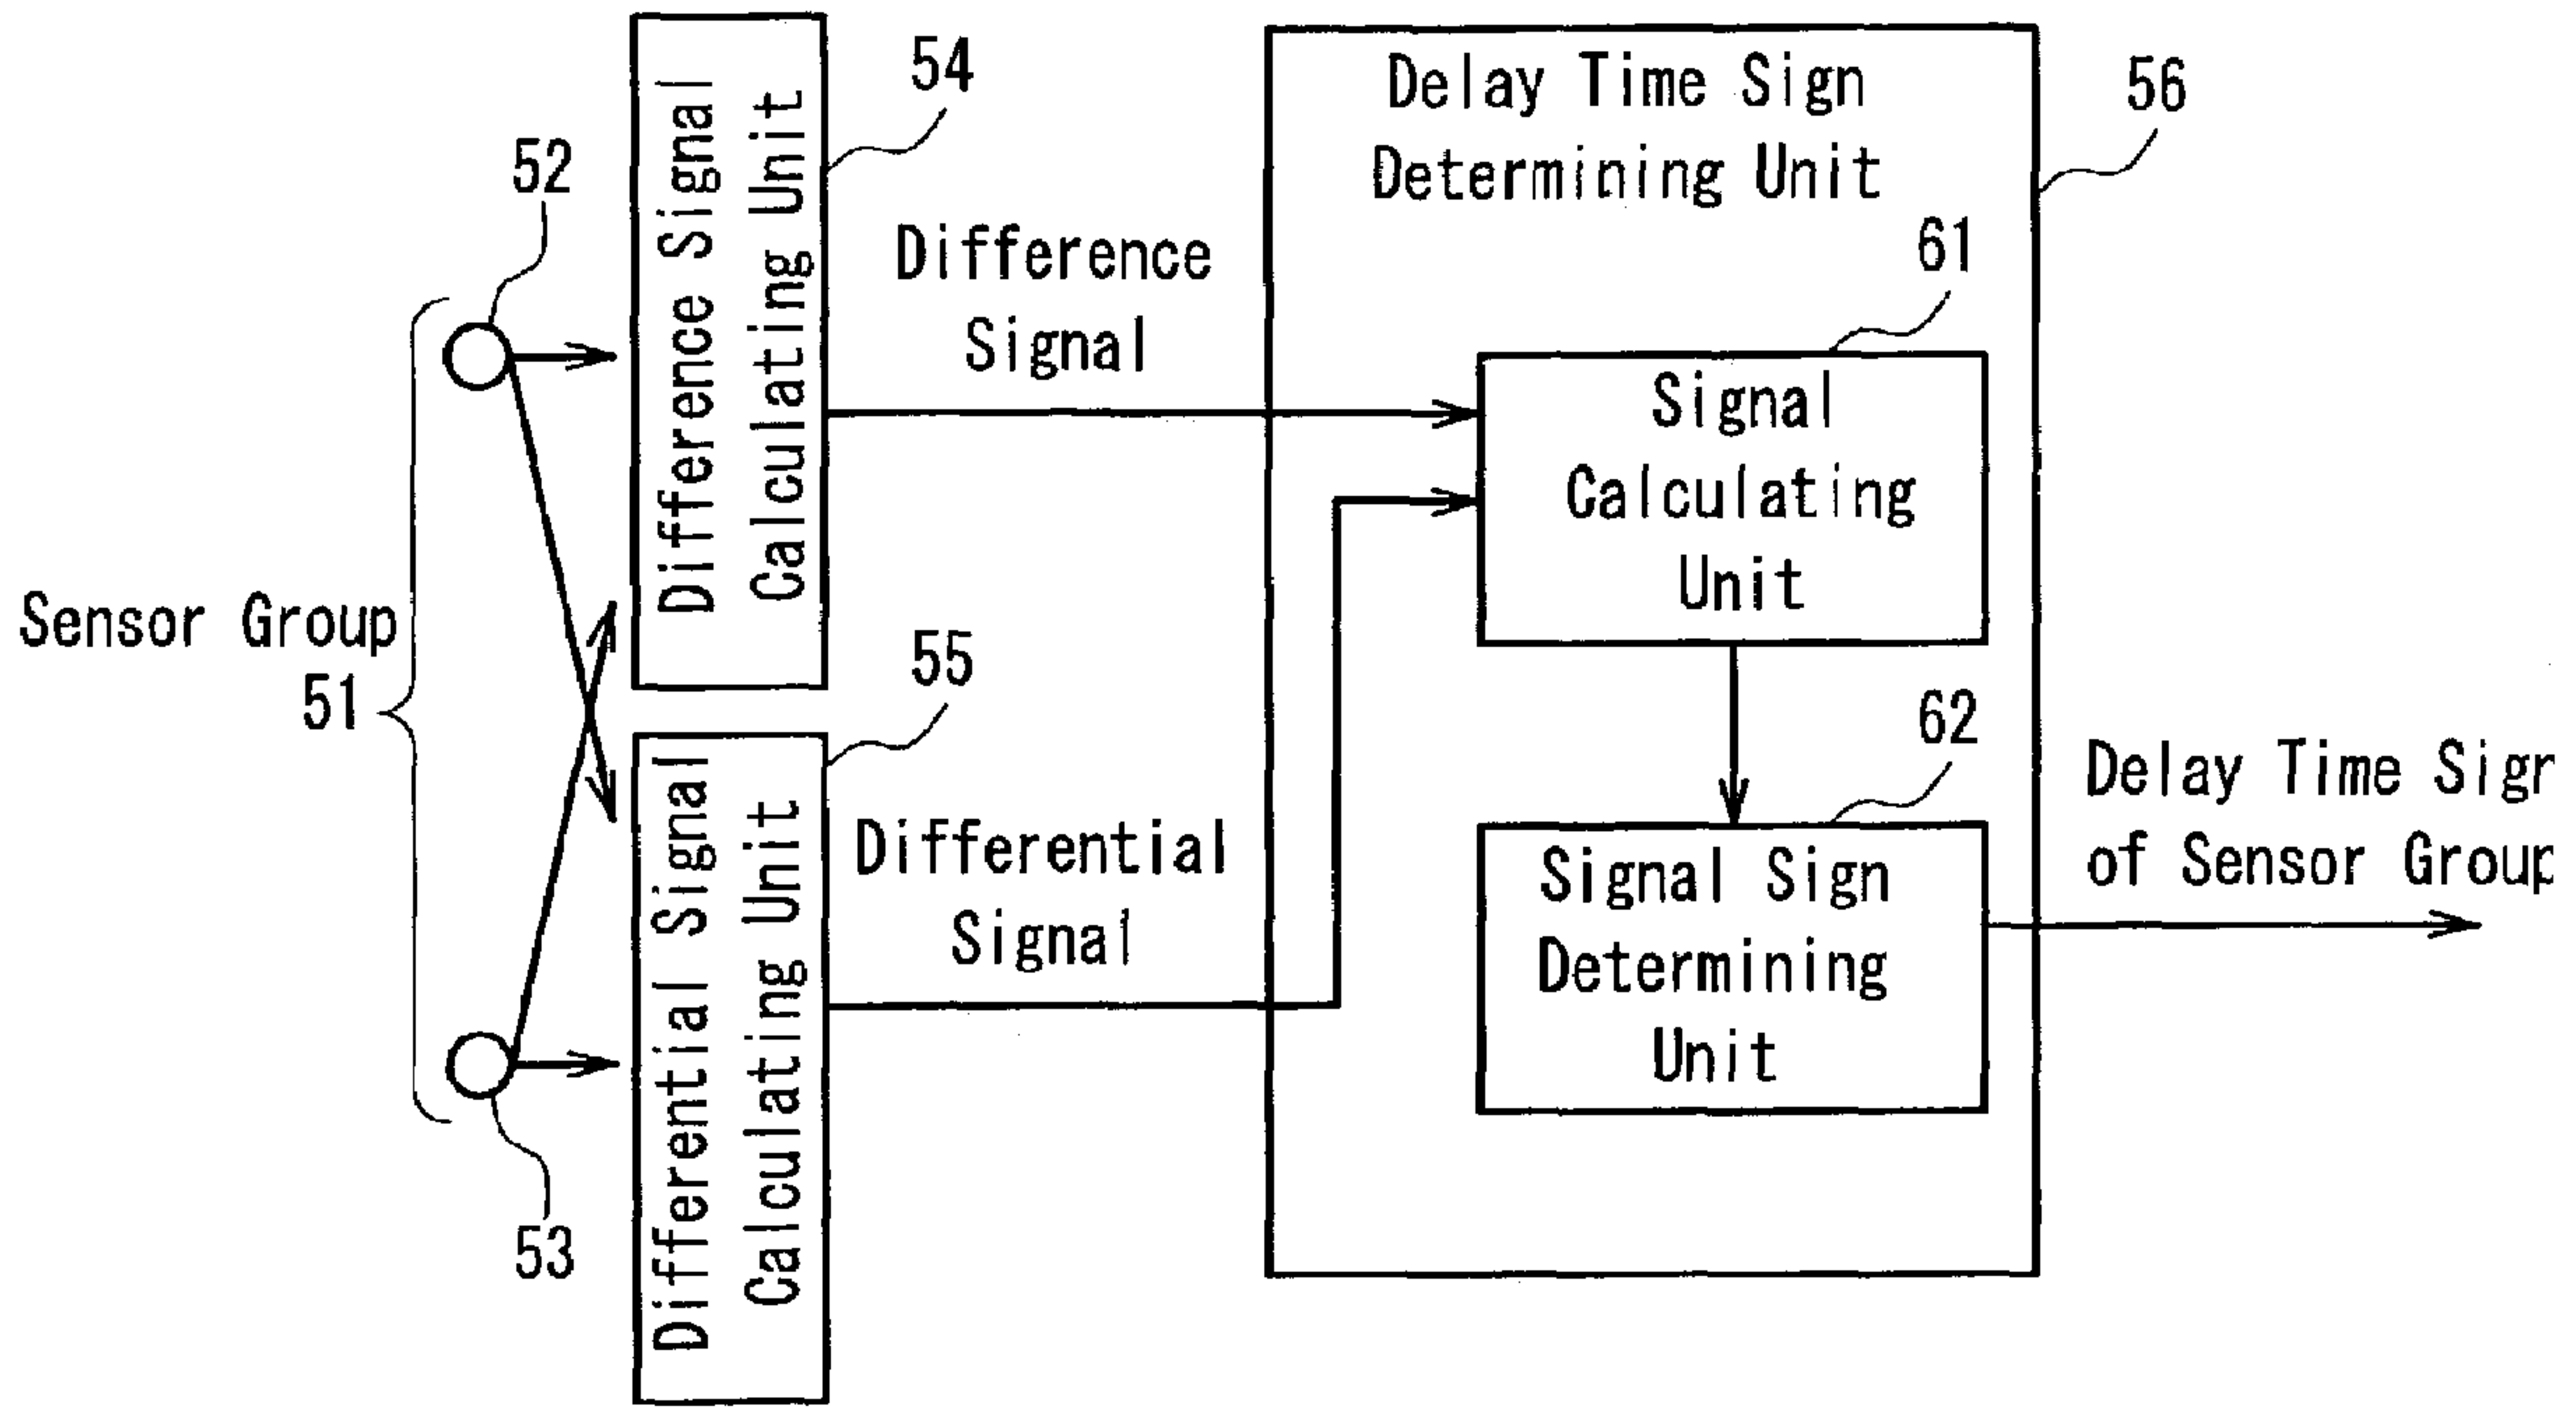 Sensor Group
51
52
53
Difference Signal
Calculating Unit
54
Differential Signal
Calculating Unit
55
Difference
Signal
Differential
Signal
Delay Time Sign
Determining Unit
56
61
Signal
Calculating
Unit
62
Signal Sign
Determining
Unit
Delay Time Sign
of Sensor Group